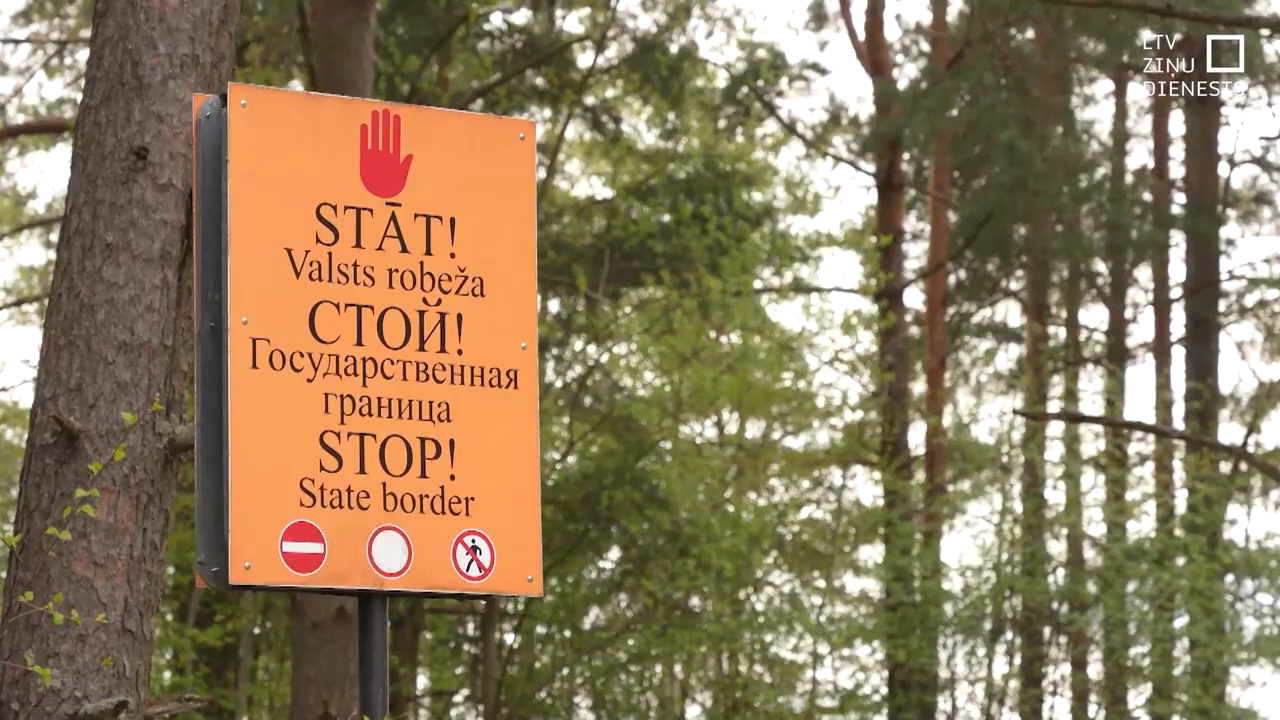 STĀT!
Valsts robeža
СТОЙ!
Государственная
граница
STOP!
State border
LTV
ZIŅU
DIENESTS